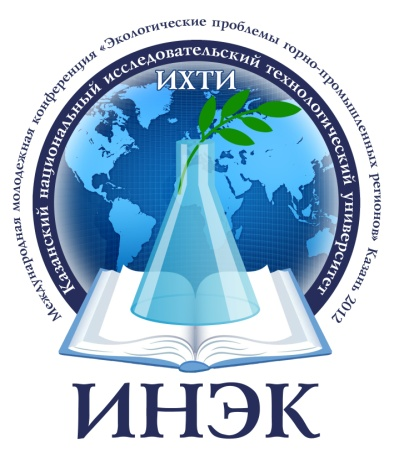 Международная молодежная конференция «Экологические проблемы горно-промышленных регионов» Казань 2012
Казанский национальный исследовательский технологический университет
ИХТИ
ИНЭК